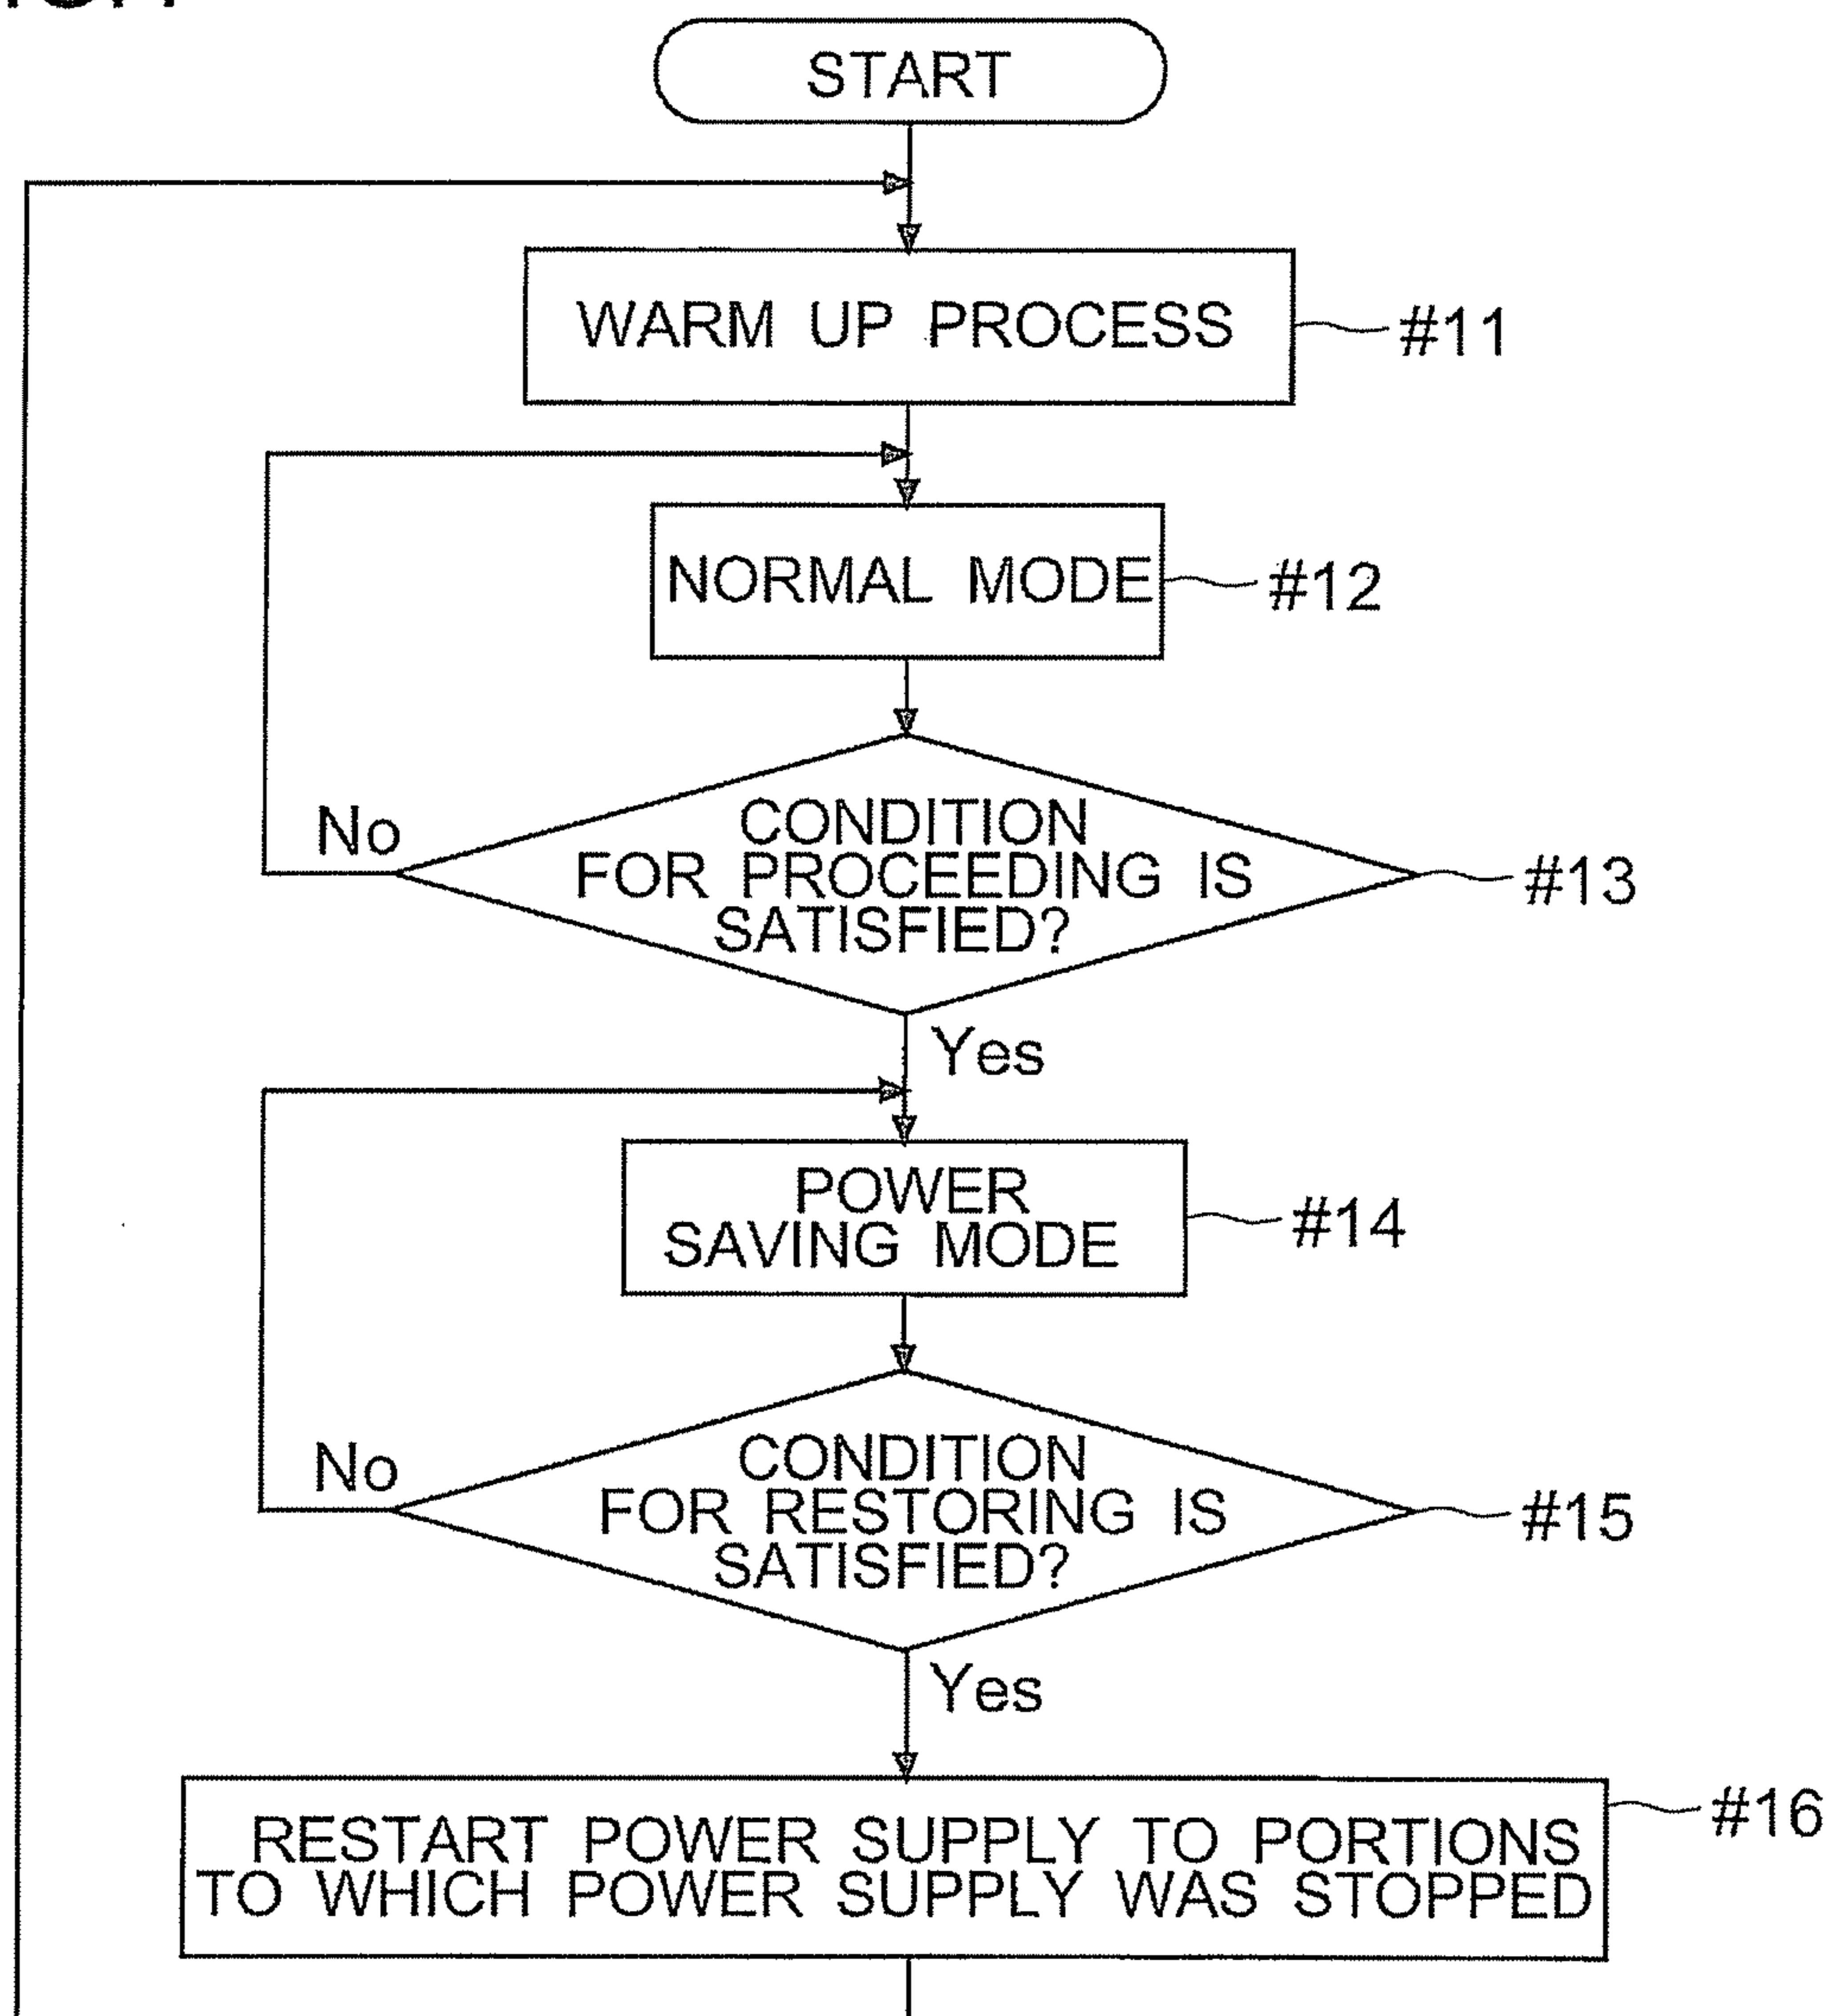 START
WARM UP PROCESS
#11
NORMAL MODE
#12
No
CONDITION
FOR PROCEEDING IS
SATISFIED?
#13
Yes
POWER
SAVING MODE
#14
No
CONDITION
FOR RESTORING IS
SATISFIED?
#15
Yes
RESTART POWER SUPPLY TO PORTIONS
TO WHICH POWER SUPPLY WAS STOPPED
#16